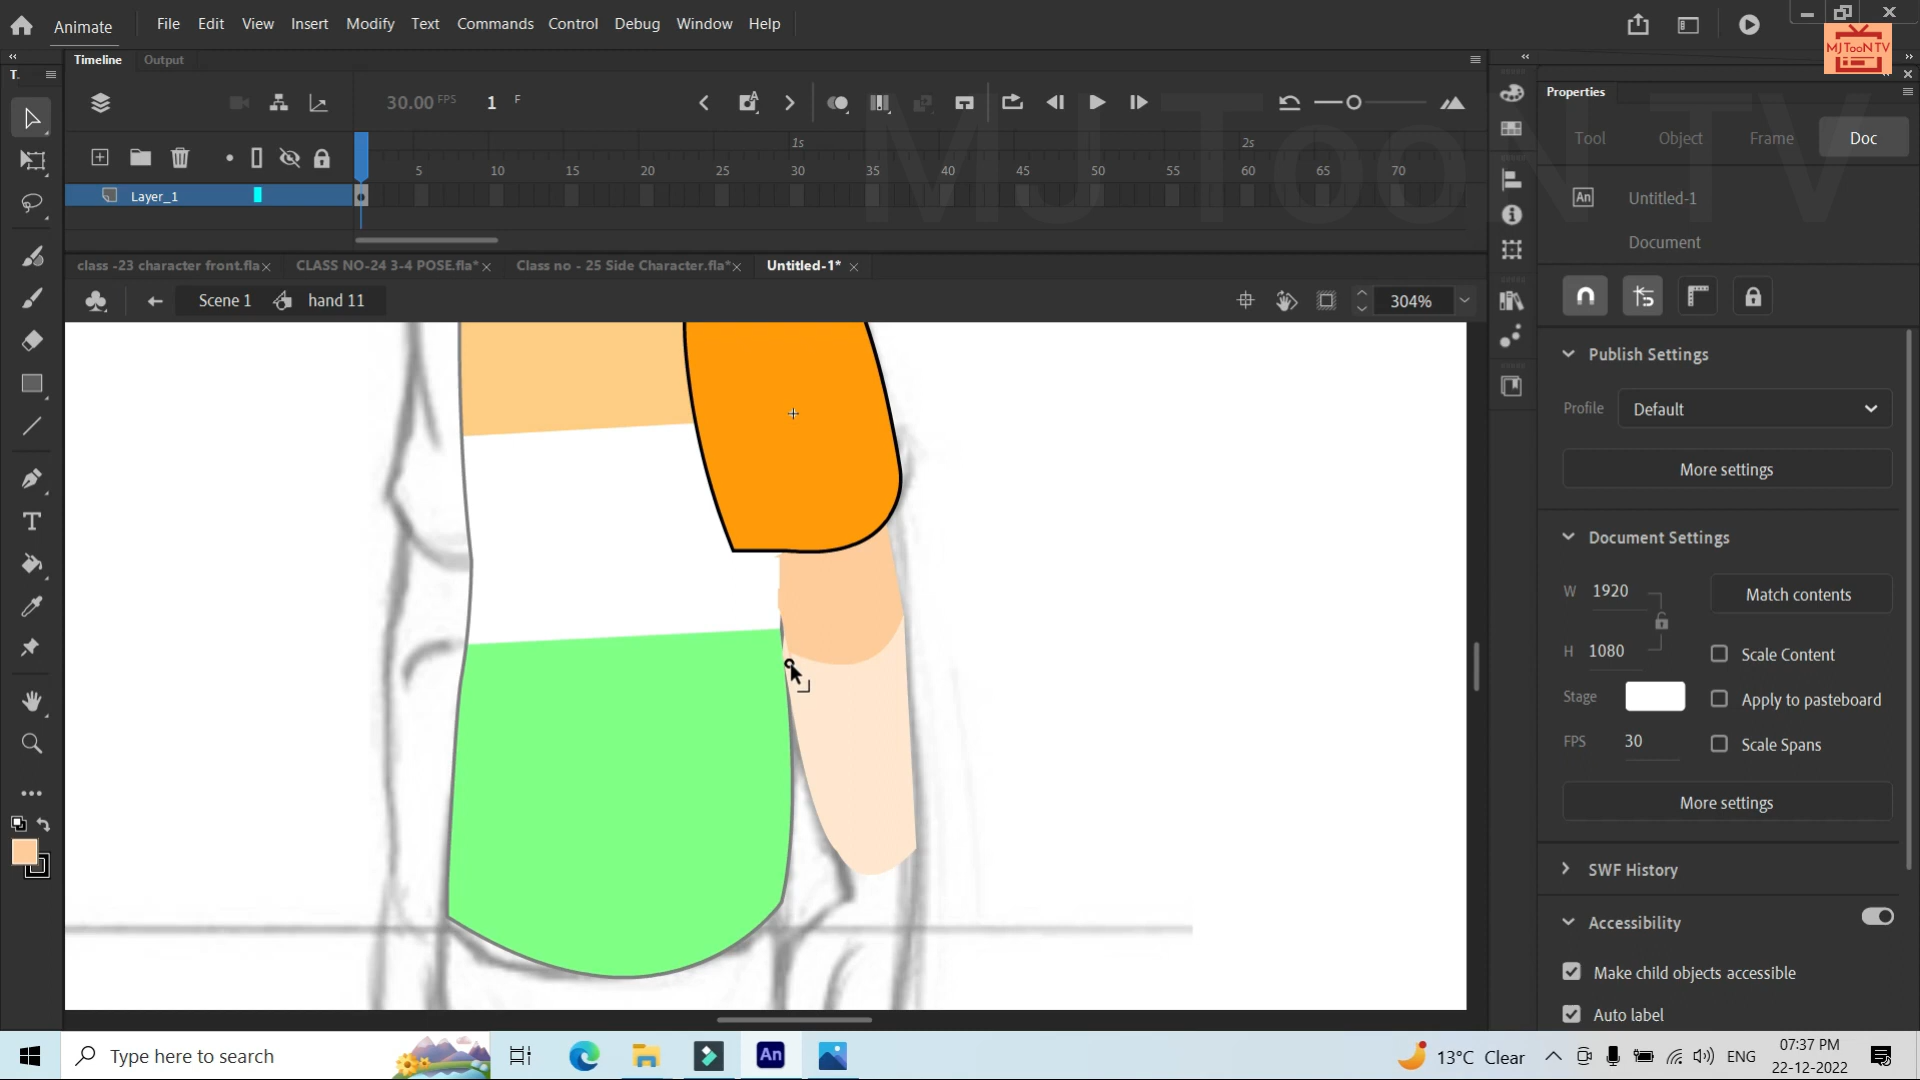 Animate File Edit View Insert Modify Text Commands Control Debug Window Help
MJTOONTV
Timeline Output
T.
Properties
30.00 FPS 1 F
MJ TooN TV
Tool Object Frame Doc
1s 2s
5 10 15 20 25 30 35 40 45 50 55 60 65 70
Layer_1
An Untitled-1
Document
class -23 character front.fla× CLASS NO-24 3-4 POSE.fla*× Class no - 25 Side Character.fla*× Untitled-1* ×
Scene 1 hand 11 304%
Publish Settings
Profile Default
More settings
Document Settings
W 1920 Match contents
H 1080 Scale Content
Stage Apply to pasteboard
FPS 30 Scale Spans
More settings
SWF History
Accessibility
Make child objects accessible
Auto label
Type here to search An 13°C Clear ENG 07:37 PM
22-12-2022